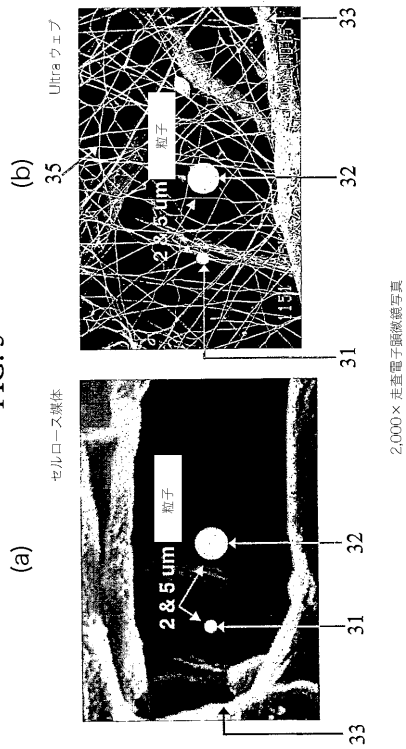 (a)
セルロース媒体
2 & 5 um
粒子
33
31
32
(b)
Ultra ウェブ
35
2 & 5 um
粒子
31
32
33
2,000× 走査電子顕微鏡写真